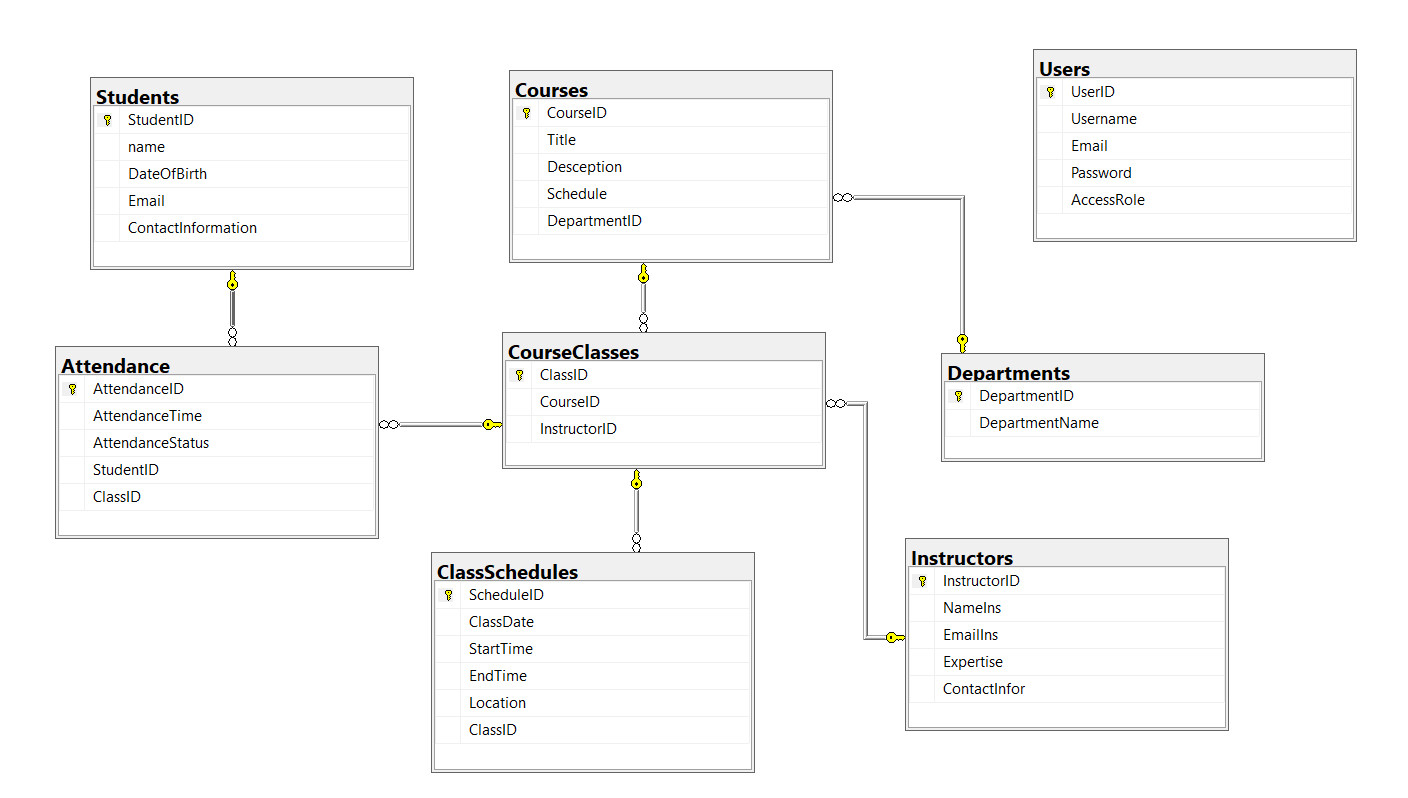 Students
StudentID
name
DateOfBirth
Email
ContactInformation
Courses
CourseID
Title
Desception
Schedule
DepartmentID
Users
UserID
Username
Email
Password
AccessRole
Attendance
AttendanceID
AttendanceTime
AttendanceStatus
StudentID
ClassID
CourseClasses
ClassID
CourseID
InstructorID
Departments
DepartmentID
DepartmentName
ClassSchedules
ScheduleID
ClassDate
StartTime
EndTime
Location
ClassID
Instructors
InstructorID
NameIns
EmailIns
Expertise
ContactInfor